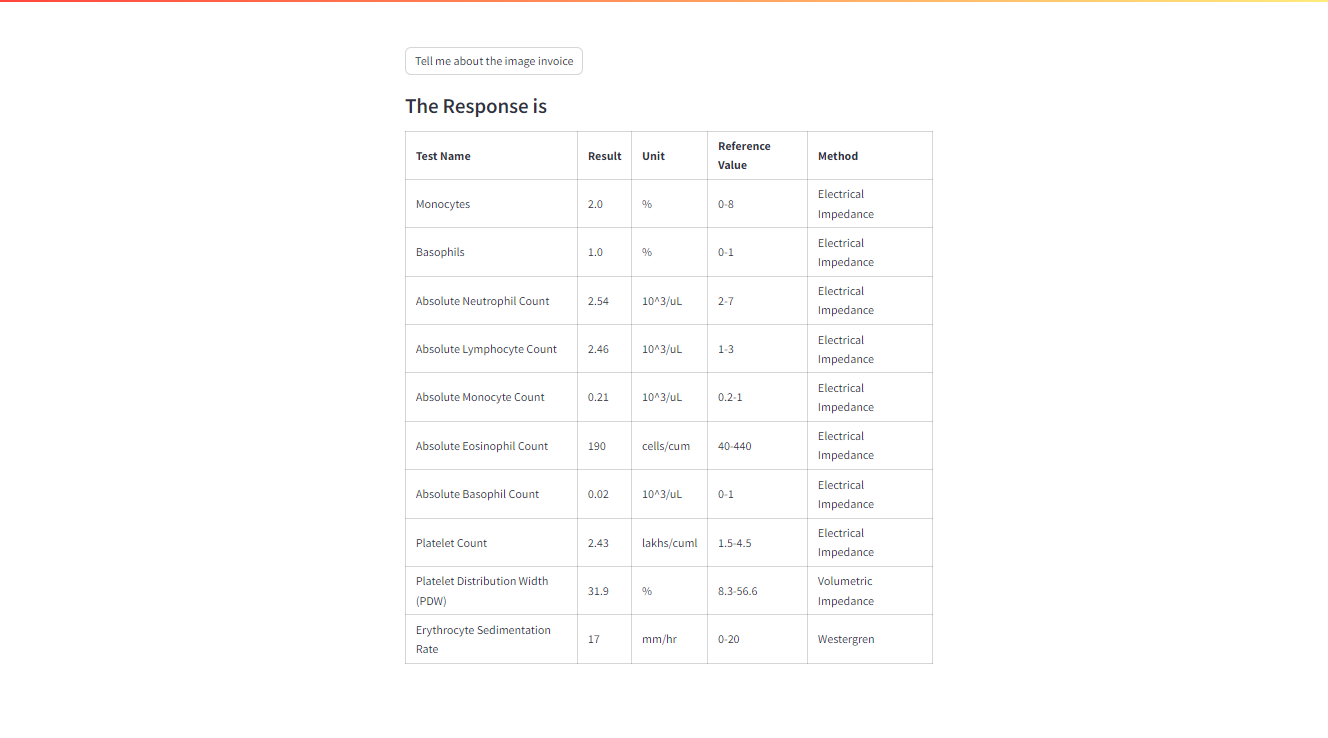 Tell me about the image invoice
The Response is
Test Name Result Unit Reference Value Method
Monocytes 2.0 % 0-8 Electrical Impedance
Basophils 1.0 % 0-1 Electrical Impedance
Absolute Neutrophil Count 2.54 10^3/uL 2-7 Electrical Impedance
Absolute Lymphocyte Count 2.46 10^3/uL 1-3 Electrical Impedance
Absolute Monocyte Count 0.21 10^3/uL 0.2-1 Electrical Impedance
Absolute Eosinophil Count 190 cells/cum 40-440 Electrical Impedance
Absolute Basophil Count 0.02 10^3/uL 0-1 Electrical Impedance
Platelet Count 2.43 lakhs/cuml 1.5-4.5 Electrical Impedance
Platelet Distribution Width (PDW) 31.9 % 8.3-56.6 Volumetric Impedance
Erythrocyte Sedimentation Rate 17 mm/hr 0-20 Westergren